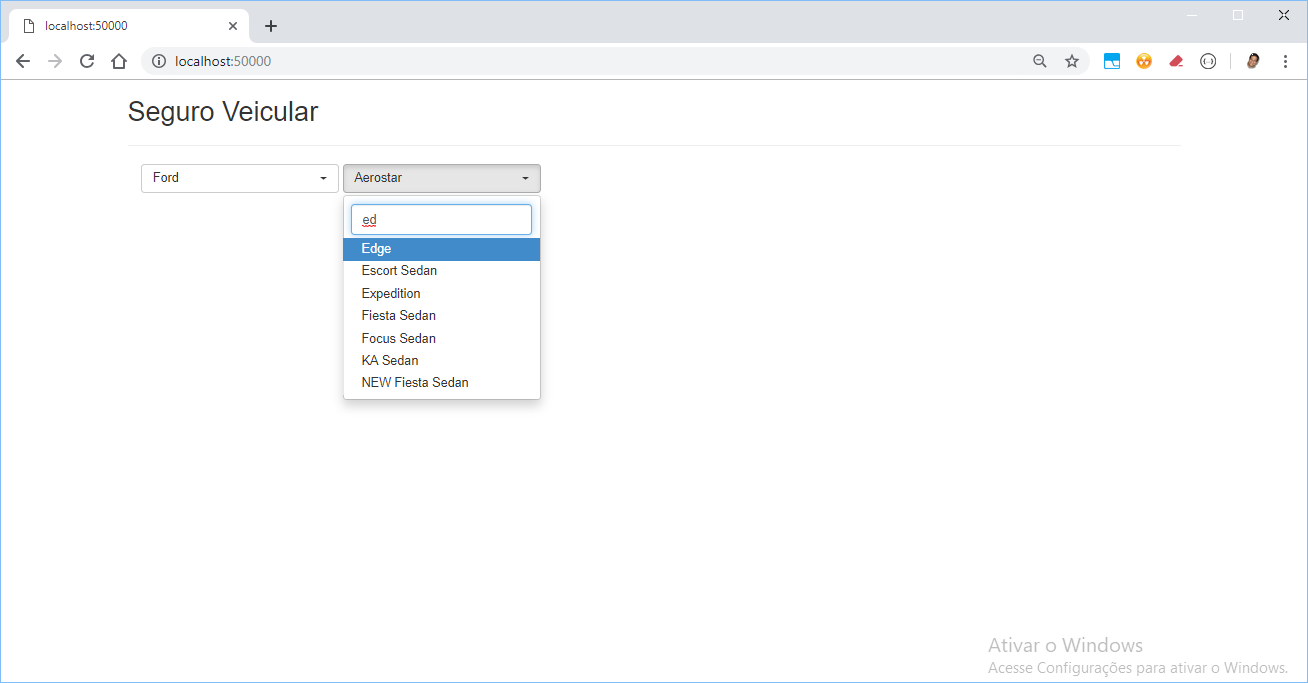 localhost:50000
localhost:50000
Seguro Veicular
Ford
Aerostar
ed
Edge
Escort Sedan
Expedition
Fiesta Sedan
Focus Sedan
KA Sedan
NEW Fiesta Sedan
Ativar o Windows
Acesse Configurações para ativar o Windows.